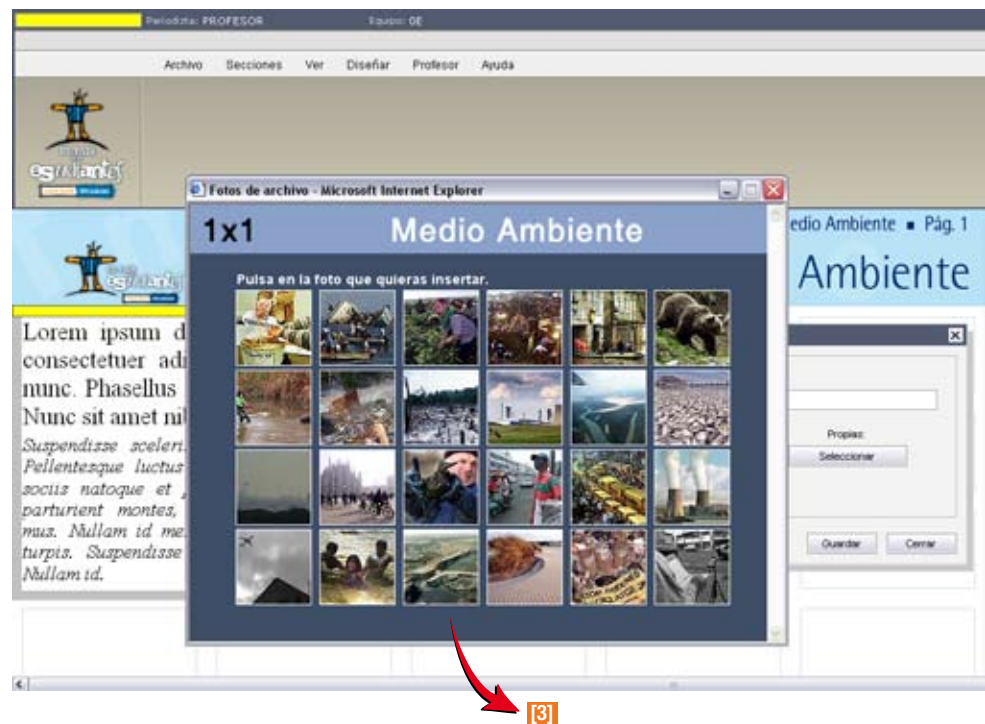 Periodista: PROFESOR Equipo: 0E
Archivo Secciones Ver Diseñar Profesor Ayuda
estudiantes
Fotos de archivo - Microsoft Internet Explorer
1x1 Medio Ambiente
edio Ambiente ▪ Pág. 1
Ambiente
Pulsa en la foto que quieras insertar.
Lorem ipsum d
consectetuer adi
nunc. Phasellus
Nunc sit amet nil
Suspendisse sceleri
Pellentesque luctus
sociis natoque et
parturient montes,
mus. Nullam id me
turpis. Suspendisse
Nullam id.
Propias:
Seleccionar
Guardar Cerrar
[3]